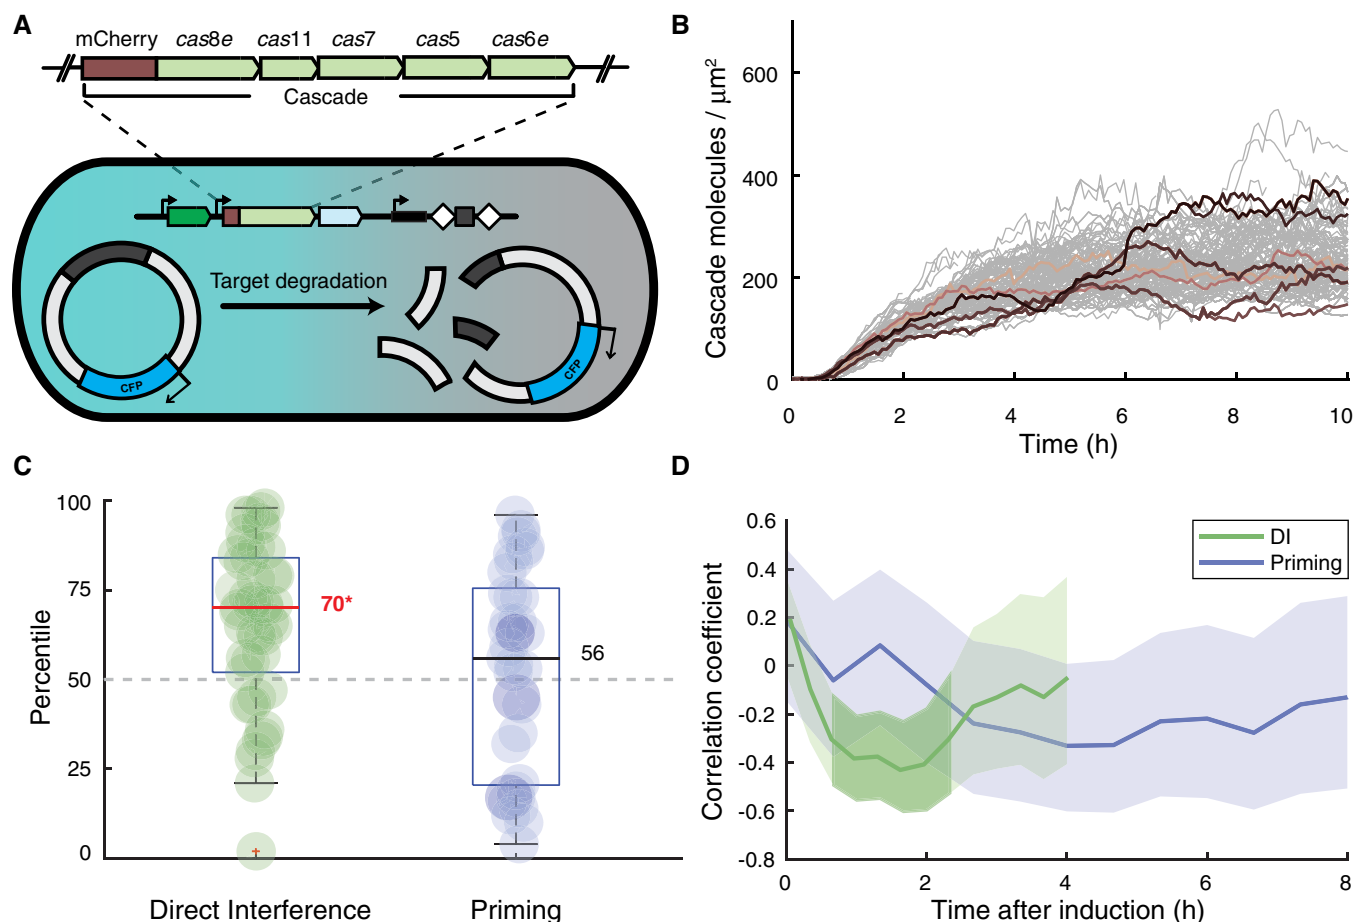 A
mCherry cas8e cas11 cas7 cas5 cas6e
Cascade
Target degradation
CFP
CFP
B
Cascade molecules / μm²
600
400
200
0
0 2 4 6 8 10
Time (h)
C
Percentile
100
75
50
25
0
70*
56
Direct Interference Priming
D
Correlation coefficient
0.6
0.4
0.2
0
-0.2
-0.4
-0.6
-0.8
DI
Priming
0 2 4 6 8
Time after induction (h)